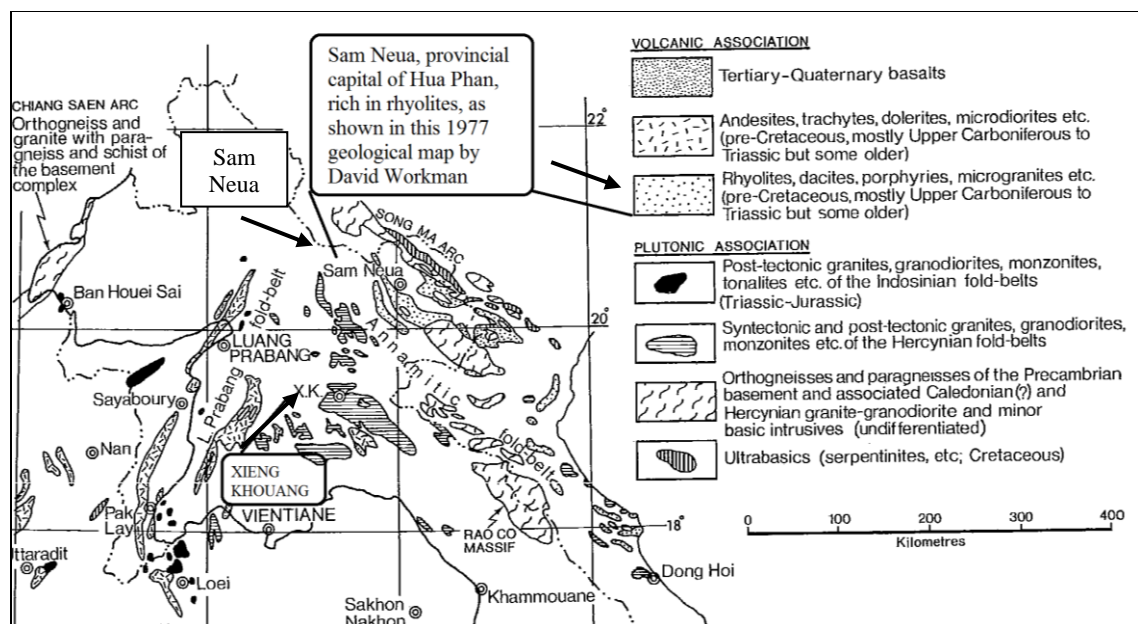 CHIANG SAEN ARC
Orthogneiss and
granite with para-
gneiss and schist of
the basement
complex
Sam
Neua
Sam Neua, provincial
capital of Hua Phan,
rich in rhyolites, as
shown in this 1977
geological map by
David Workman
22°
SONG MA ARC
Sam Neua
Ban Houei Sai
fold-belt
20°
LUANG
PRABANG
Annamitic
fold-belt
X.K.
Sayaboury
L. Prabang
Nan
XIENG
KHOUANG
Pak
Lay
VIENTIANE
18°
RAO CO
MASSIF
Uttaradit
Loei
Dong Hoi
Khammouane
Sakhon
Nakhon
VOLCANIC ASSOCIATION
Tertiary-Quaternary basalts
Andesites, trachytes, dolerites, microdiorites etc.
(pre-Cretaceous, mostly Upper Carboniferous to
Triassic but some older)
Rhyolites, dacites, porphyries, microgranites etc.
(pre-Cretaceous, mostly Upper Carboniferous to
Triassic but some older)
PLUTONIC ASSOCIATION
Post-tectonic granites, granodiorites, monzonites,
tonalites etc. of the Indosinian fold-belts
(Triassic-Jurassic)
Syntectonic and post-tectonic granites, granodiorites,
monzonites etc. of the Hercynian fold-belts
Orthogneisses and paragneisses of the Precambrian
basement and associated Caledonian(?) and
Hercynian granite-granodiorite and minor
basic intrusives (undifferentiated)
Ultrabasics (serpentinites, etc; Cretaceous)
0 100 200 300 400
Kilometres